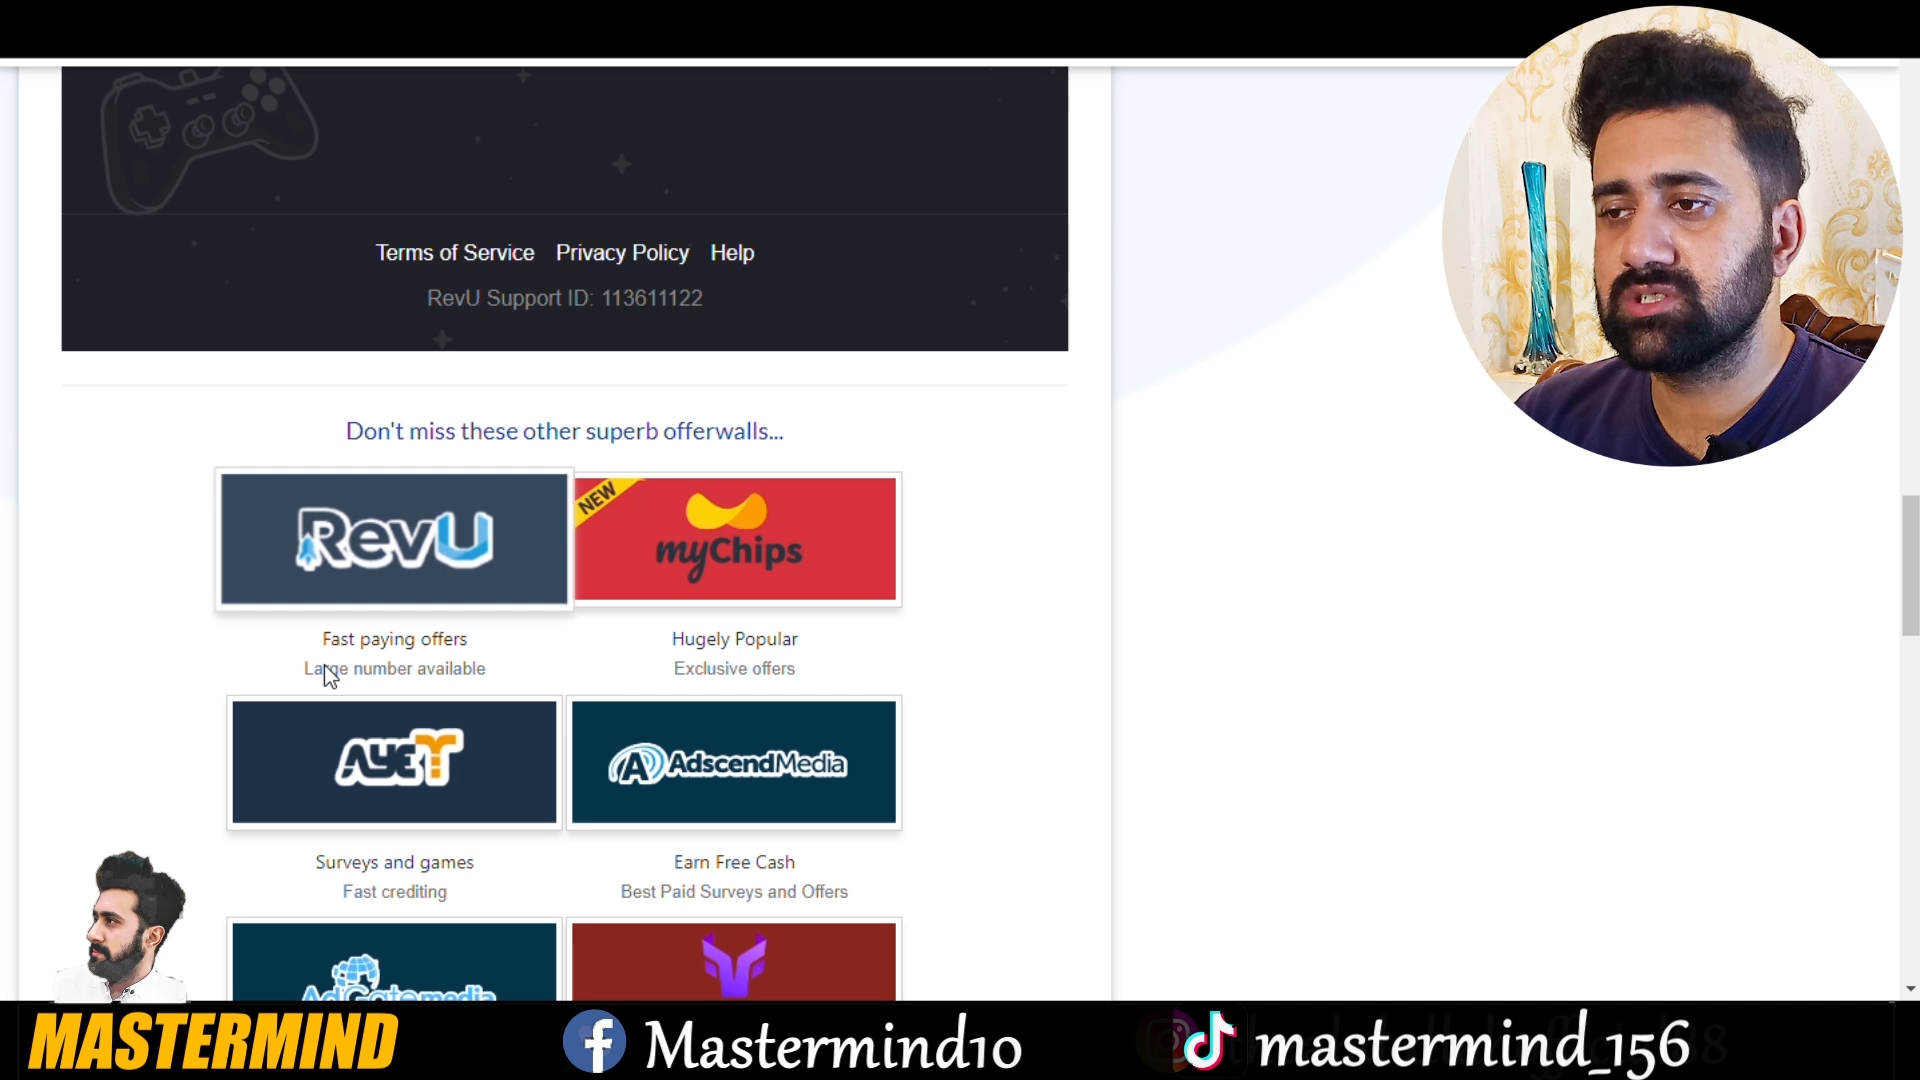 Terms of Service Privacy Policy Help
RevU Support ID: 113611122
Don't miss these other superb offerwalls...
RevU
NEW
myChips
Fast paying offers
Large number available
Hugely Popular
Exclusive offers
AYET
AdscendMedia
Surveys and games
Fast crediting
Earn Free Cash
Best Paid Surveys and Offers
AdGatemedia
MASTERMIND
Mastermind10
mastermind_156